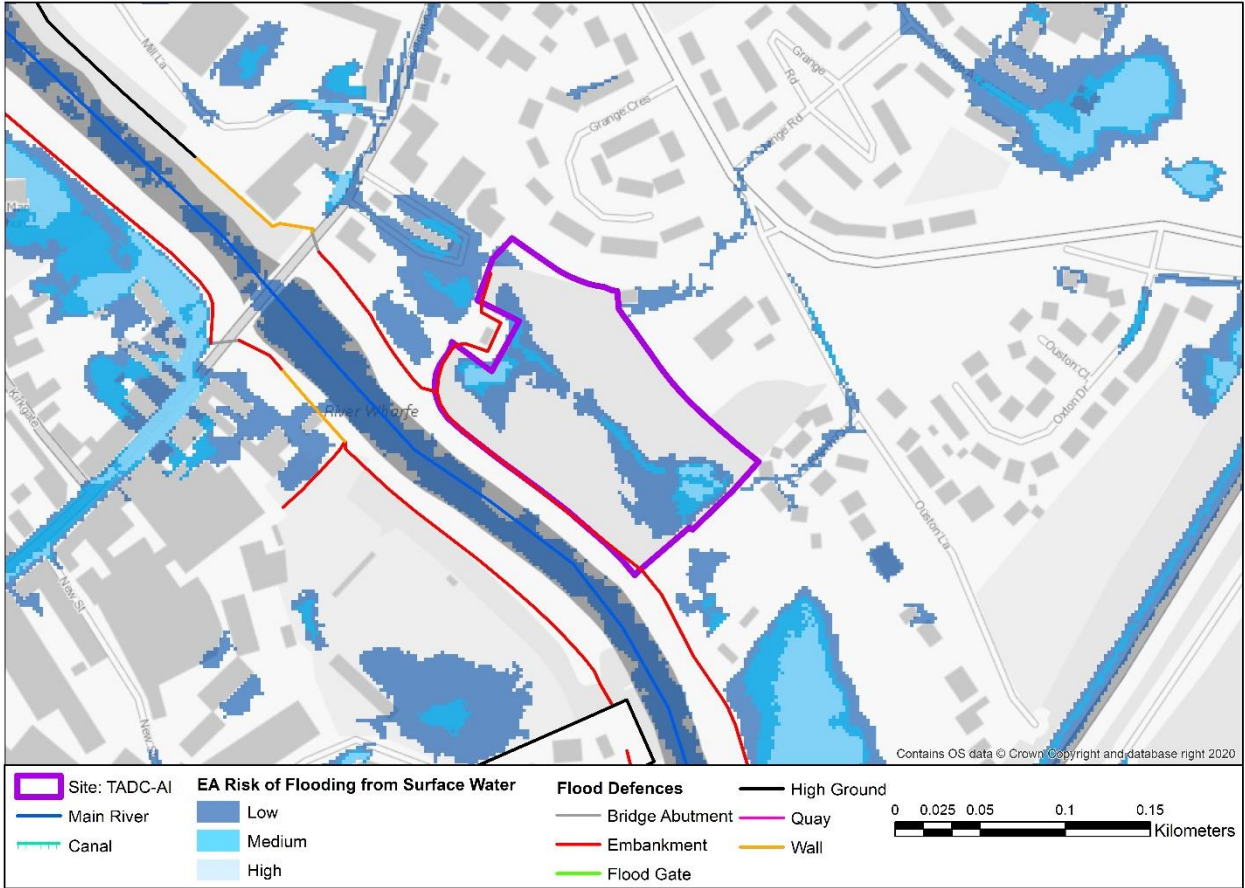 Mill La
Grange Rd
Grange Cres
Grange Rd
River Wharfe
Kirkgate
New St
New St
Ouston Cl
Oxton Dr
Ouston La
Contains OS data © Crown Copyright and database right 2020
Site: TADC-AI
Main River
Canal
EA Risk of Flooding from Surface Water
Low
Medium
High
Flood Defences
Bridge Abutment
Embankment
Flood Gate
High Ground
Quay
Wall
0 0.025 0.05 0.1 0.15
Kilometers